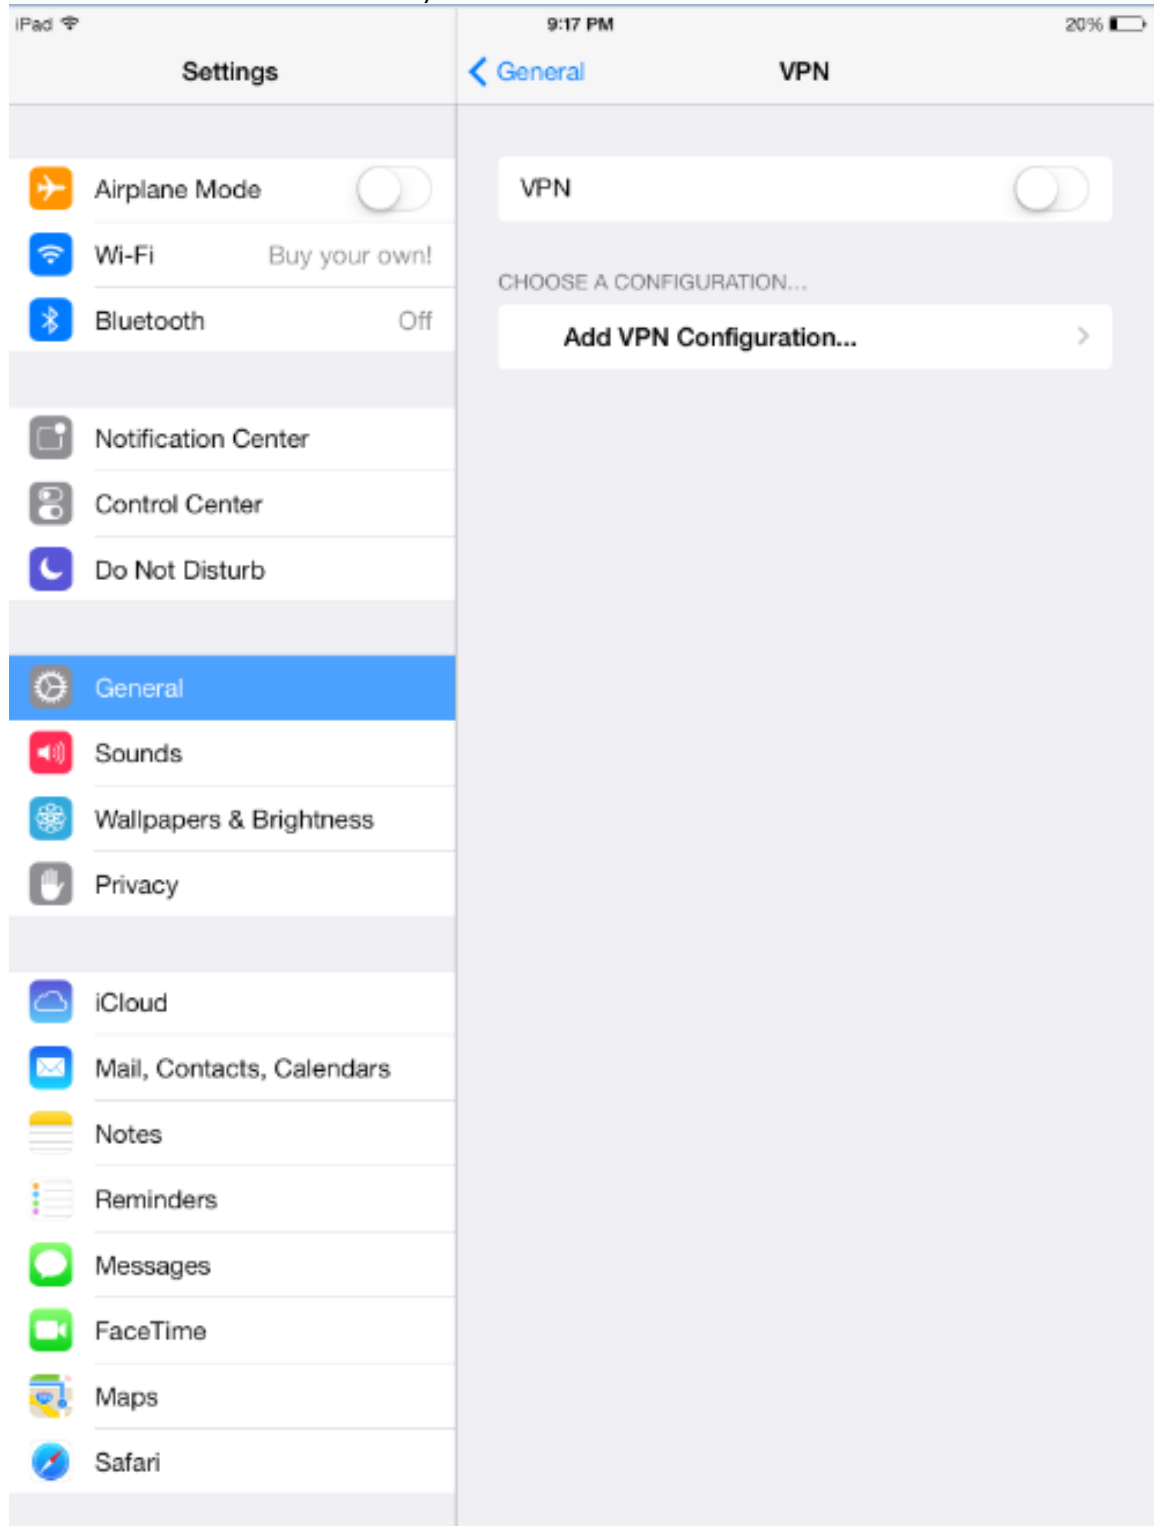 iPad 9:17 PM 20%
Settings
General VPN
Airplane Mode
Wi-Fi Buy your own!
Bluetooth Off
Notification Center
Control Center
Do Not Disturb
General
Sounds
Wallpapers & Brightness
Privacy
iCloud
Mail, Contacts, Calendars
Notes
Reminders
Messages
FaceTime
Maps
Safari
VPN
CHOOSE A CONFIGURATION...
Add VPN Configuration...